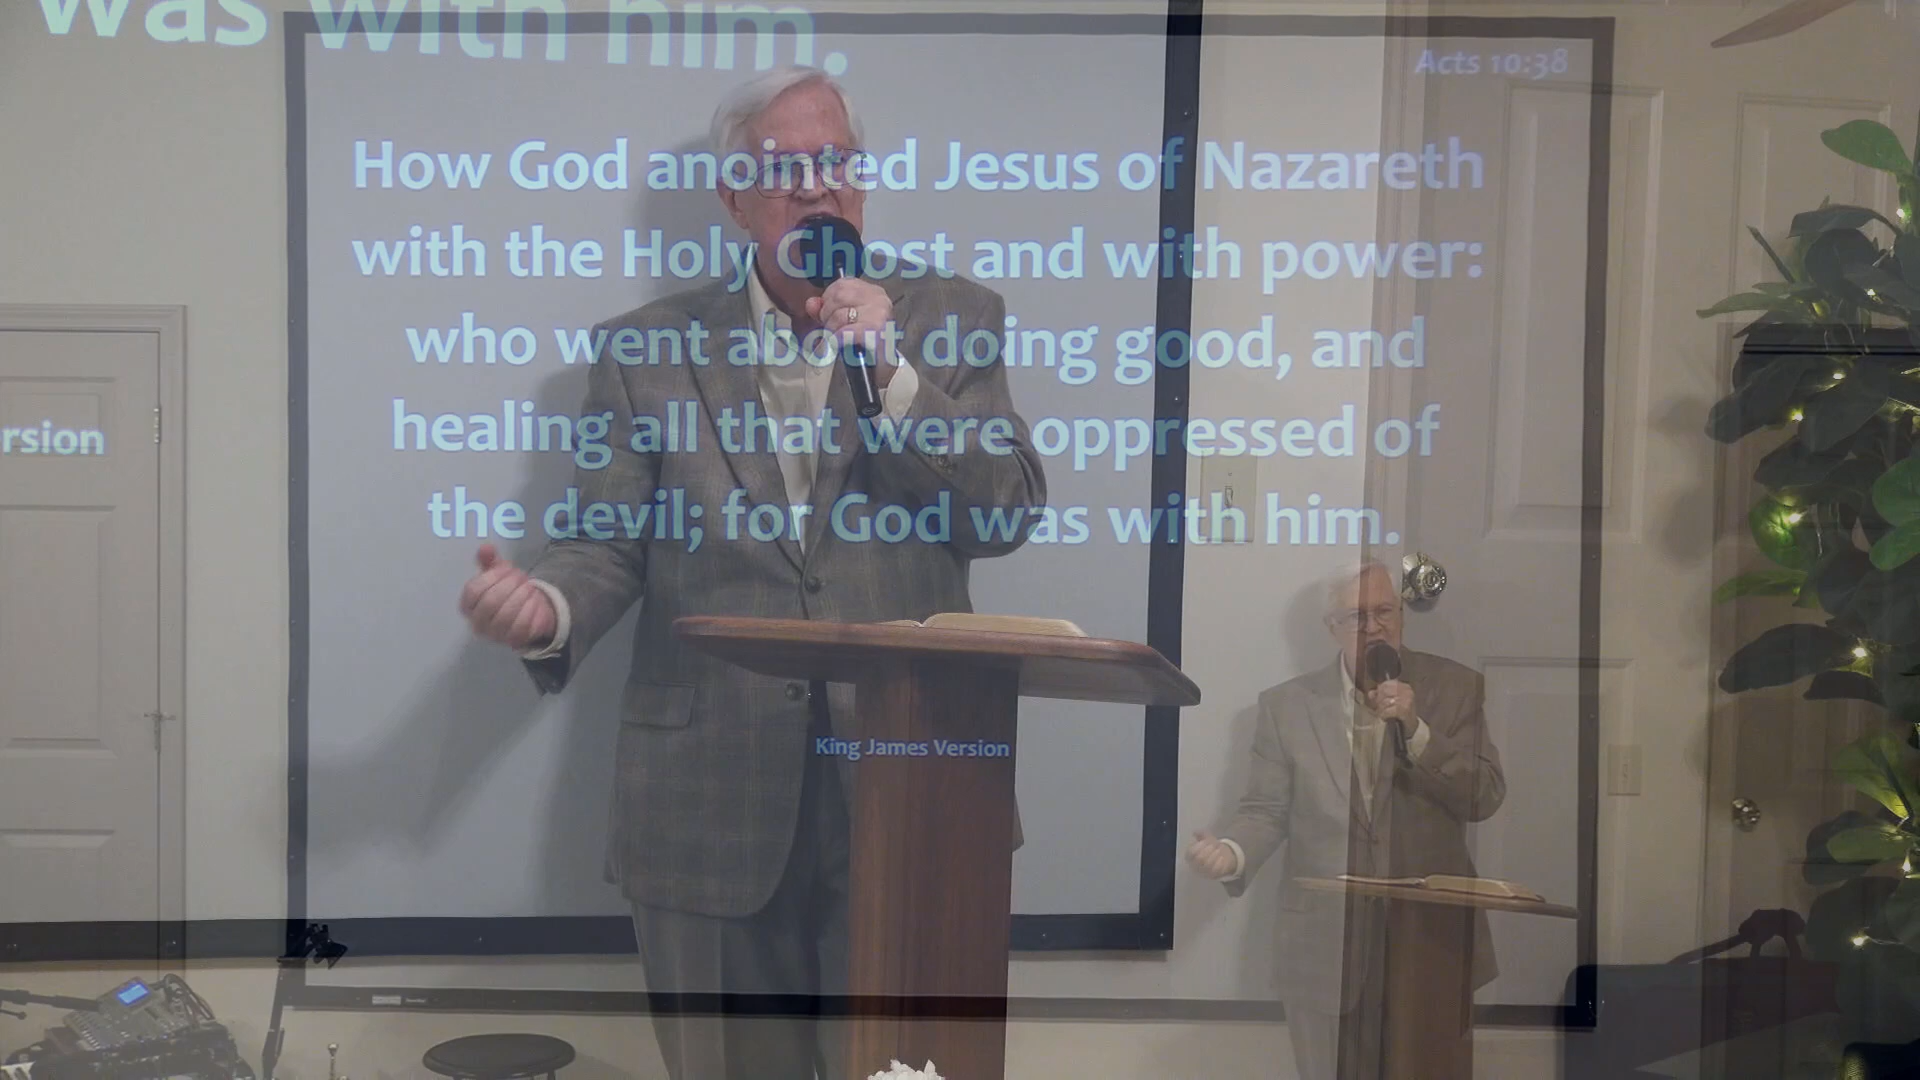 was with him.
Acts 10:38
How God anointed Jesus of Nazareth
with the Holy Ghost and with power:
who went about doing good, and
healing all that were oppressed of
the devil; for God was with him.
rsion
King James Version